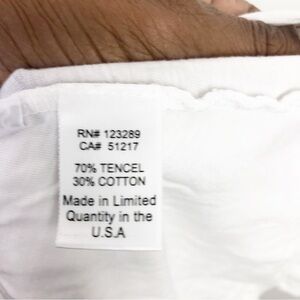 RN# 123289
CA# 51217
70% TENCEL
30% COTTON
Made in Limited
Quantity in the
U.S.A